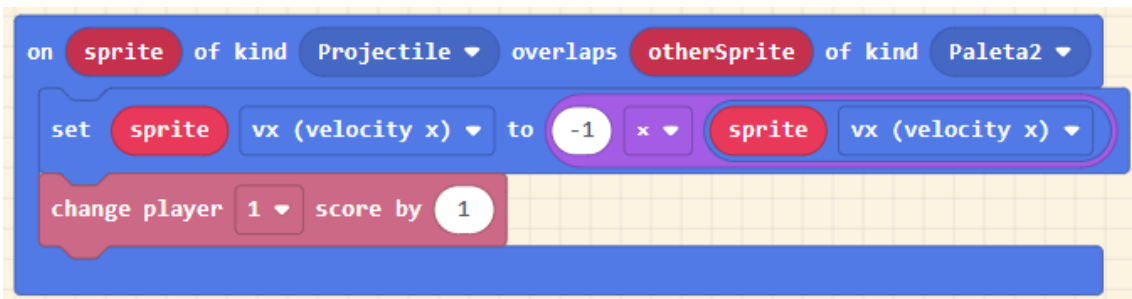 on sprite of kind Projectile overlaps otherSprite of kind Paleta2
set sprite vx (velocity x) to -1 x sprite vx (velocity x)
change player 1 score by 1